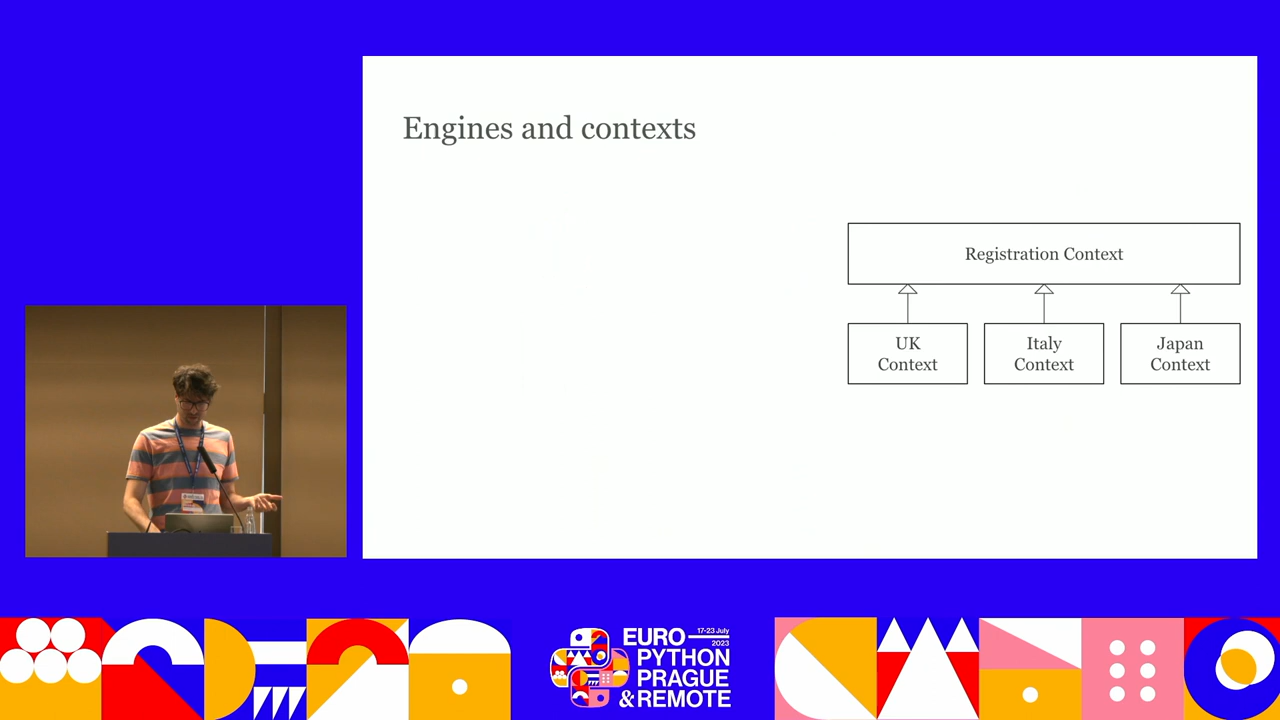 Engines and contexts
Registration Context
UK
Context
Italy
Context
Japan
Context
EURO
17-23 July
2023
PYTHON
PRAGUE
& REMOTE